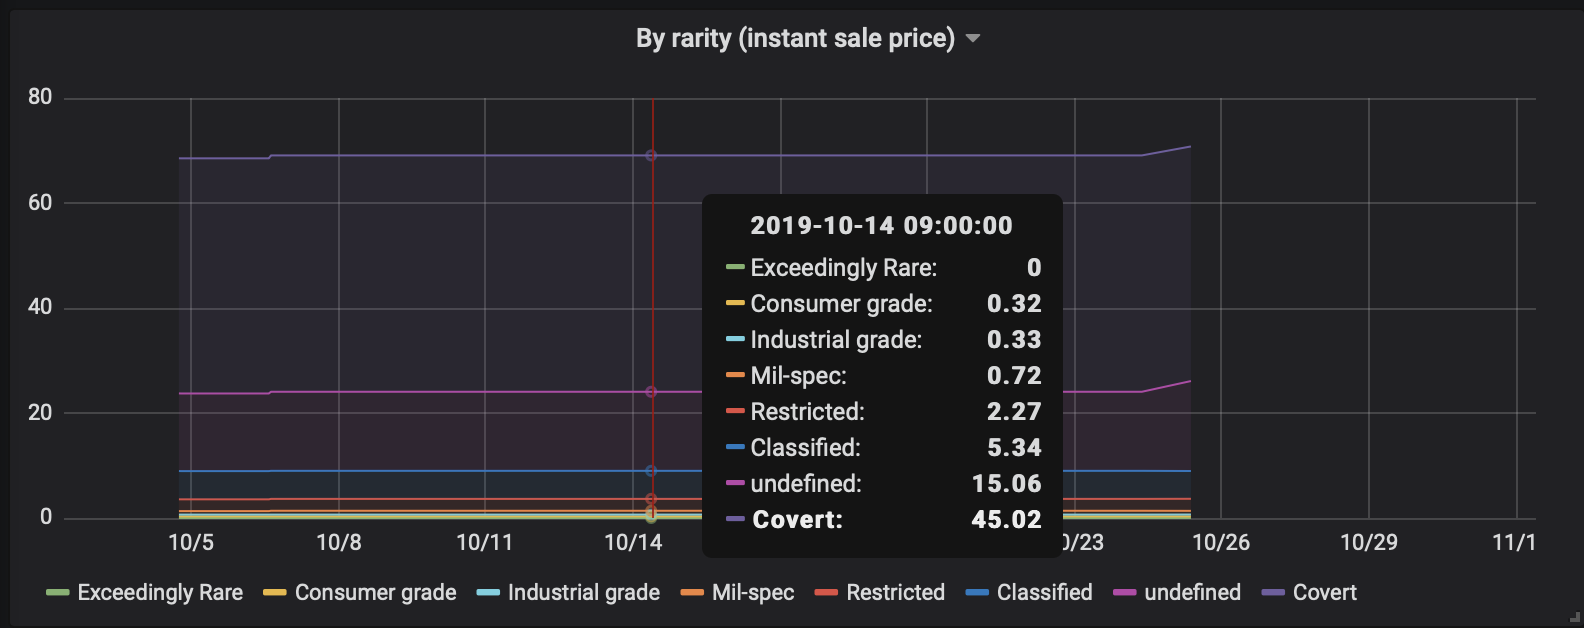 By rarity (instant sale price)
80
60
40
20
0
2019-10-14 09:00:00
Exceedingly Rare: 0
Consumer grade: 0.32
Industrial grade: 0.33
Mil-spec: 0.72
Restricted: 2.27
Classified: 5.34
undefined: 15.06
Covert: 45.02
10/5 10/8 10/11 10/14 0/23 10/26 10/29 11/1
Exceedingly Rare Consumer grade Industrial grade Mil-spec Restricted Classified undefined Covert